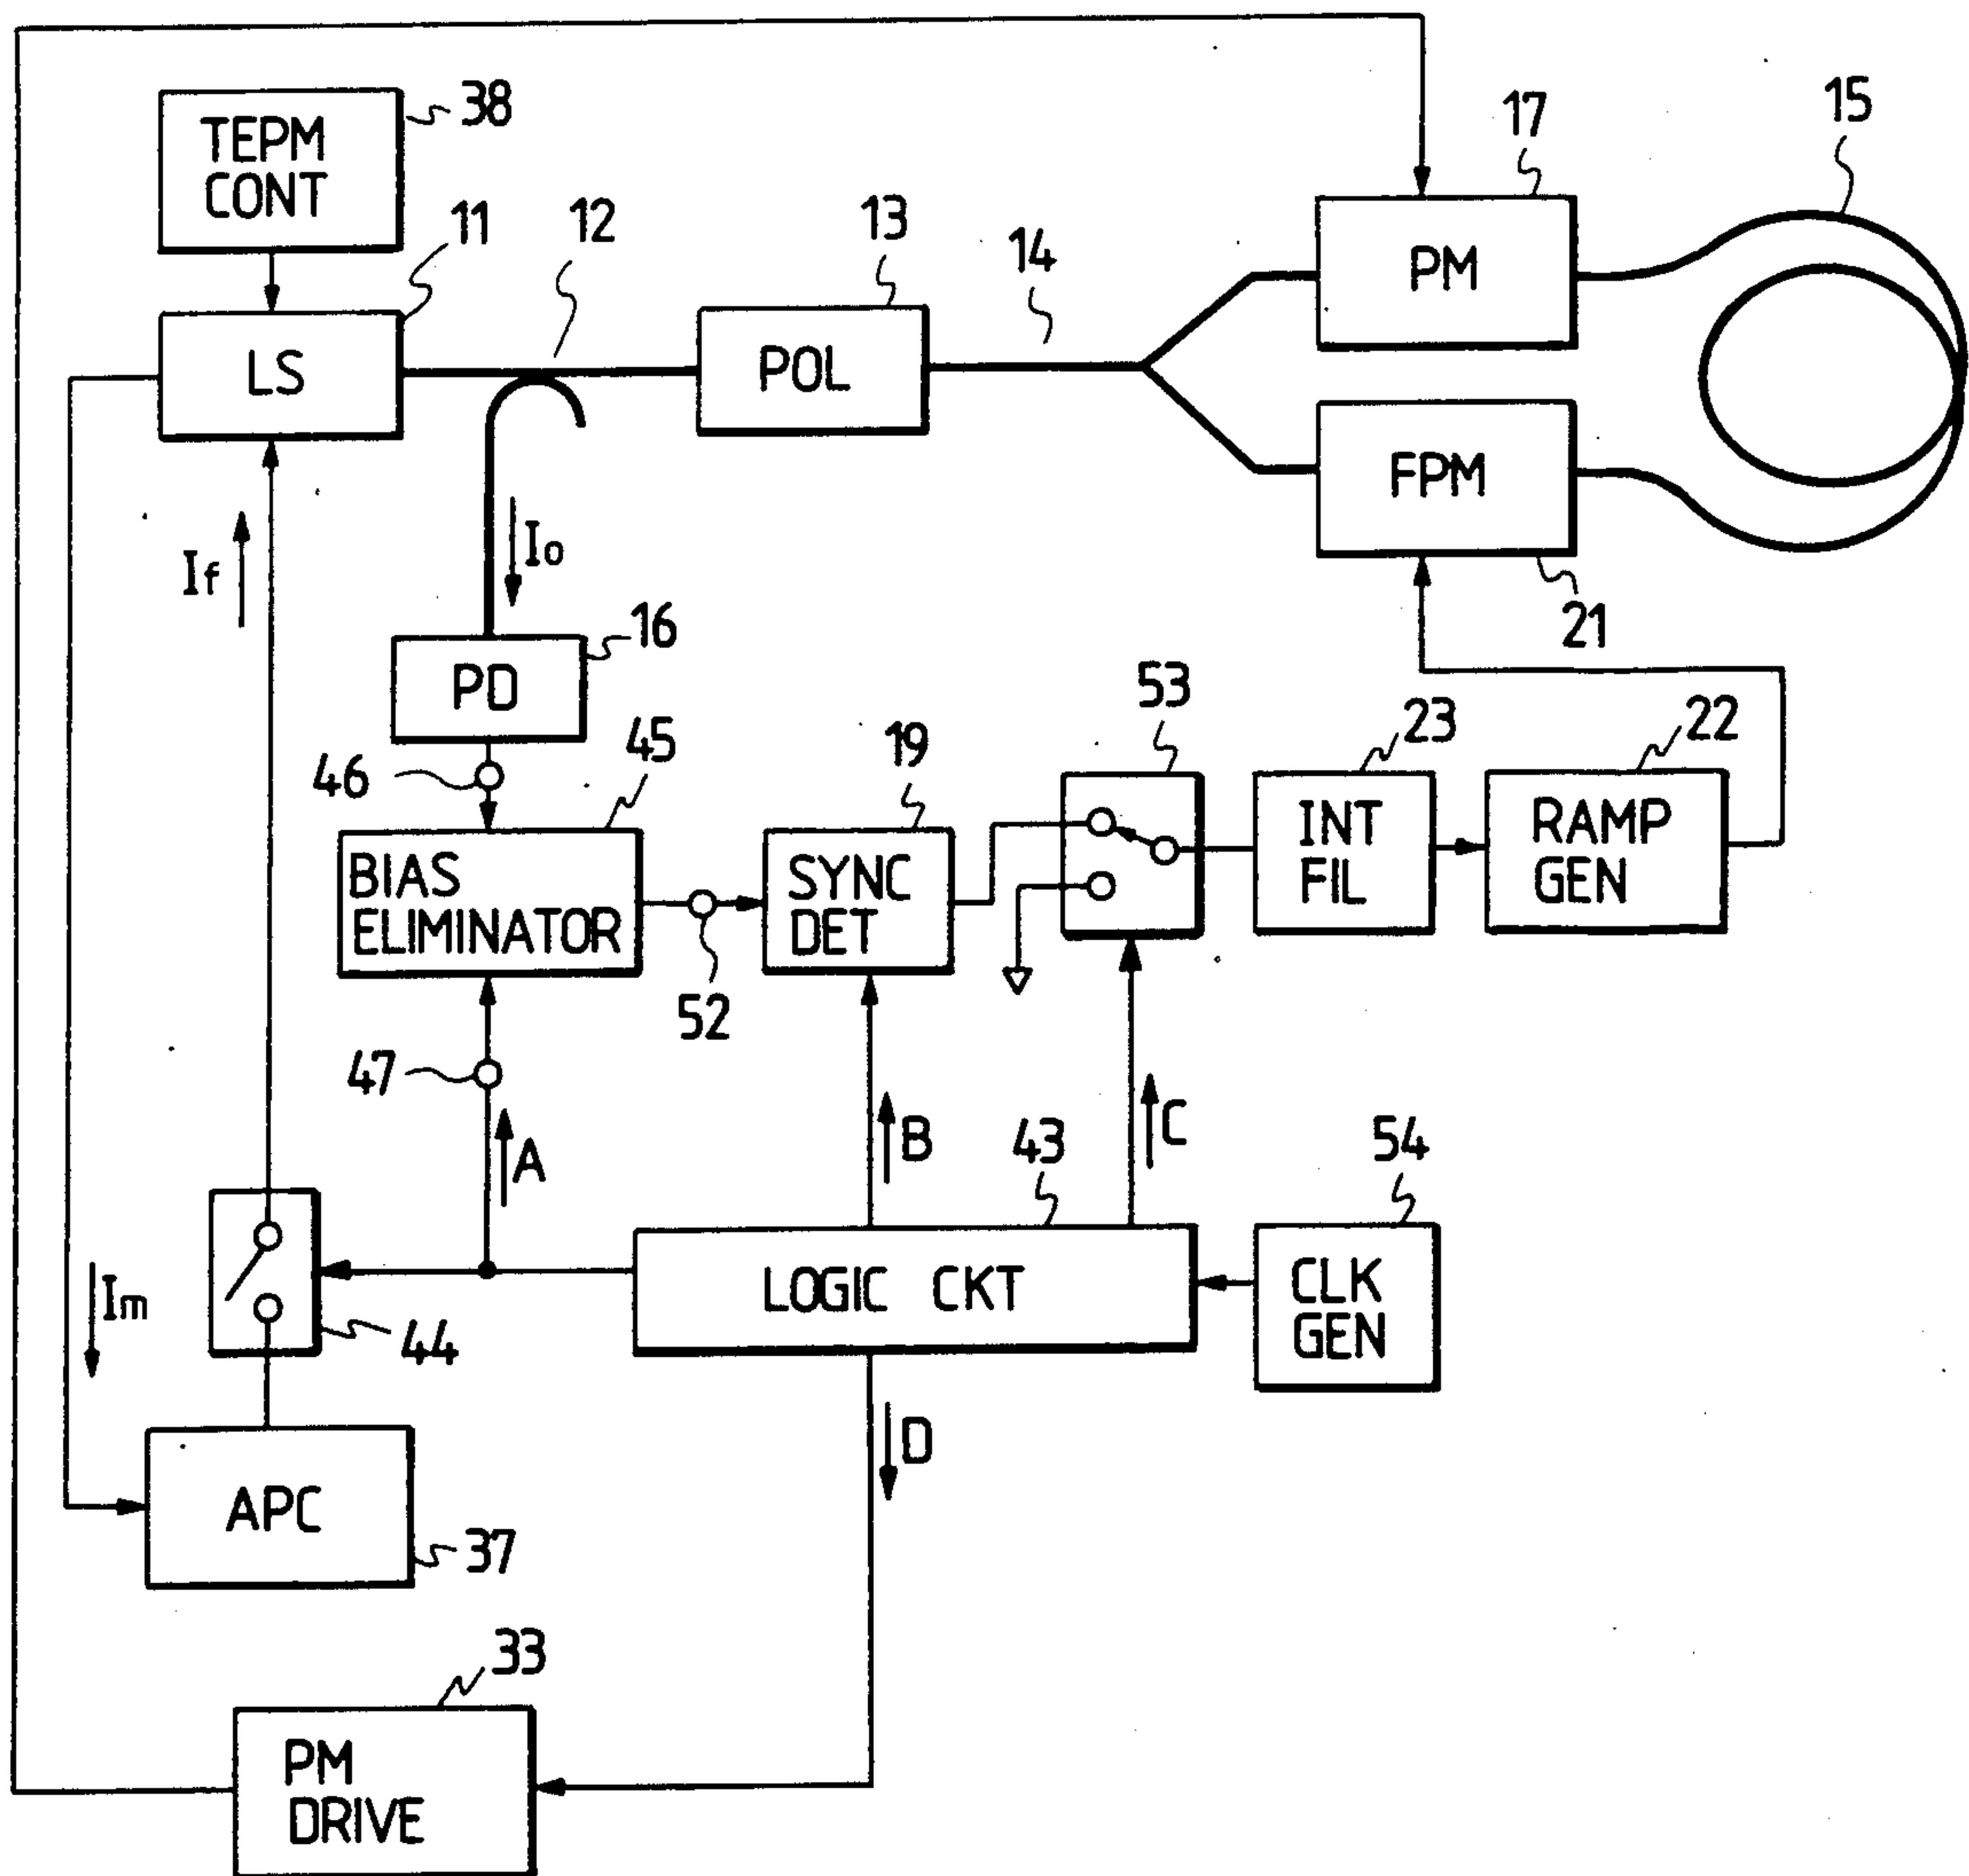 38
TEPM
CONT
11
12
13
14
17
15
LS
POL
PM
FPM
If
Io
21
16
PD
46
45
19
53
23
22
BIAS
ELIMINATOR
SYNC
DET
INT
FIL
RAMP
GEN
52
47
A
B
43
C
54
LOGIC CKT
CLK
GEN
Im
44
D
APC
37
33
PM
DRIVE